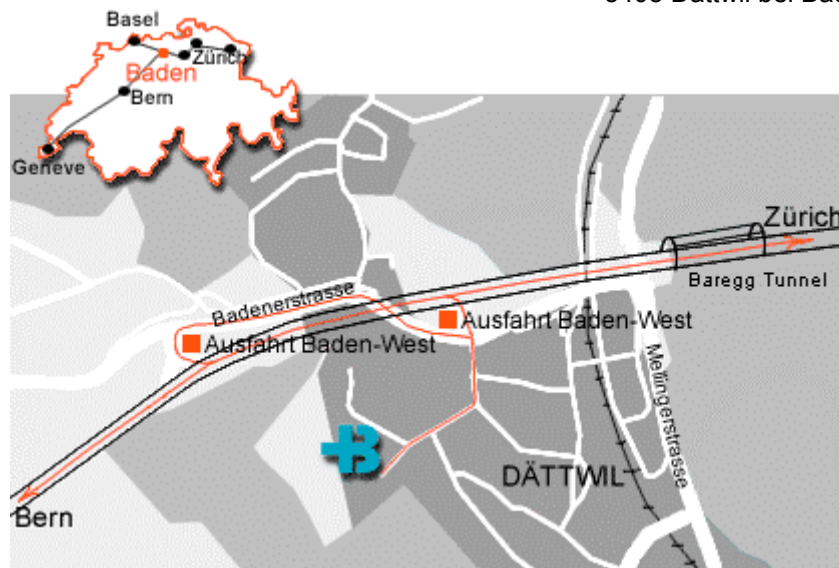 Basel
Zürich
Baden
Bern
Geneve
Zürich
Baregg Tunnel
Badenerstrasse
Ausfahrt Baden-West
Ausfahrt Baden-West
Mellingerstrasse
DÄTTWIL
Bern
B